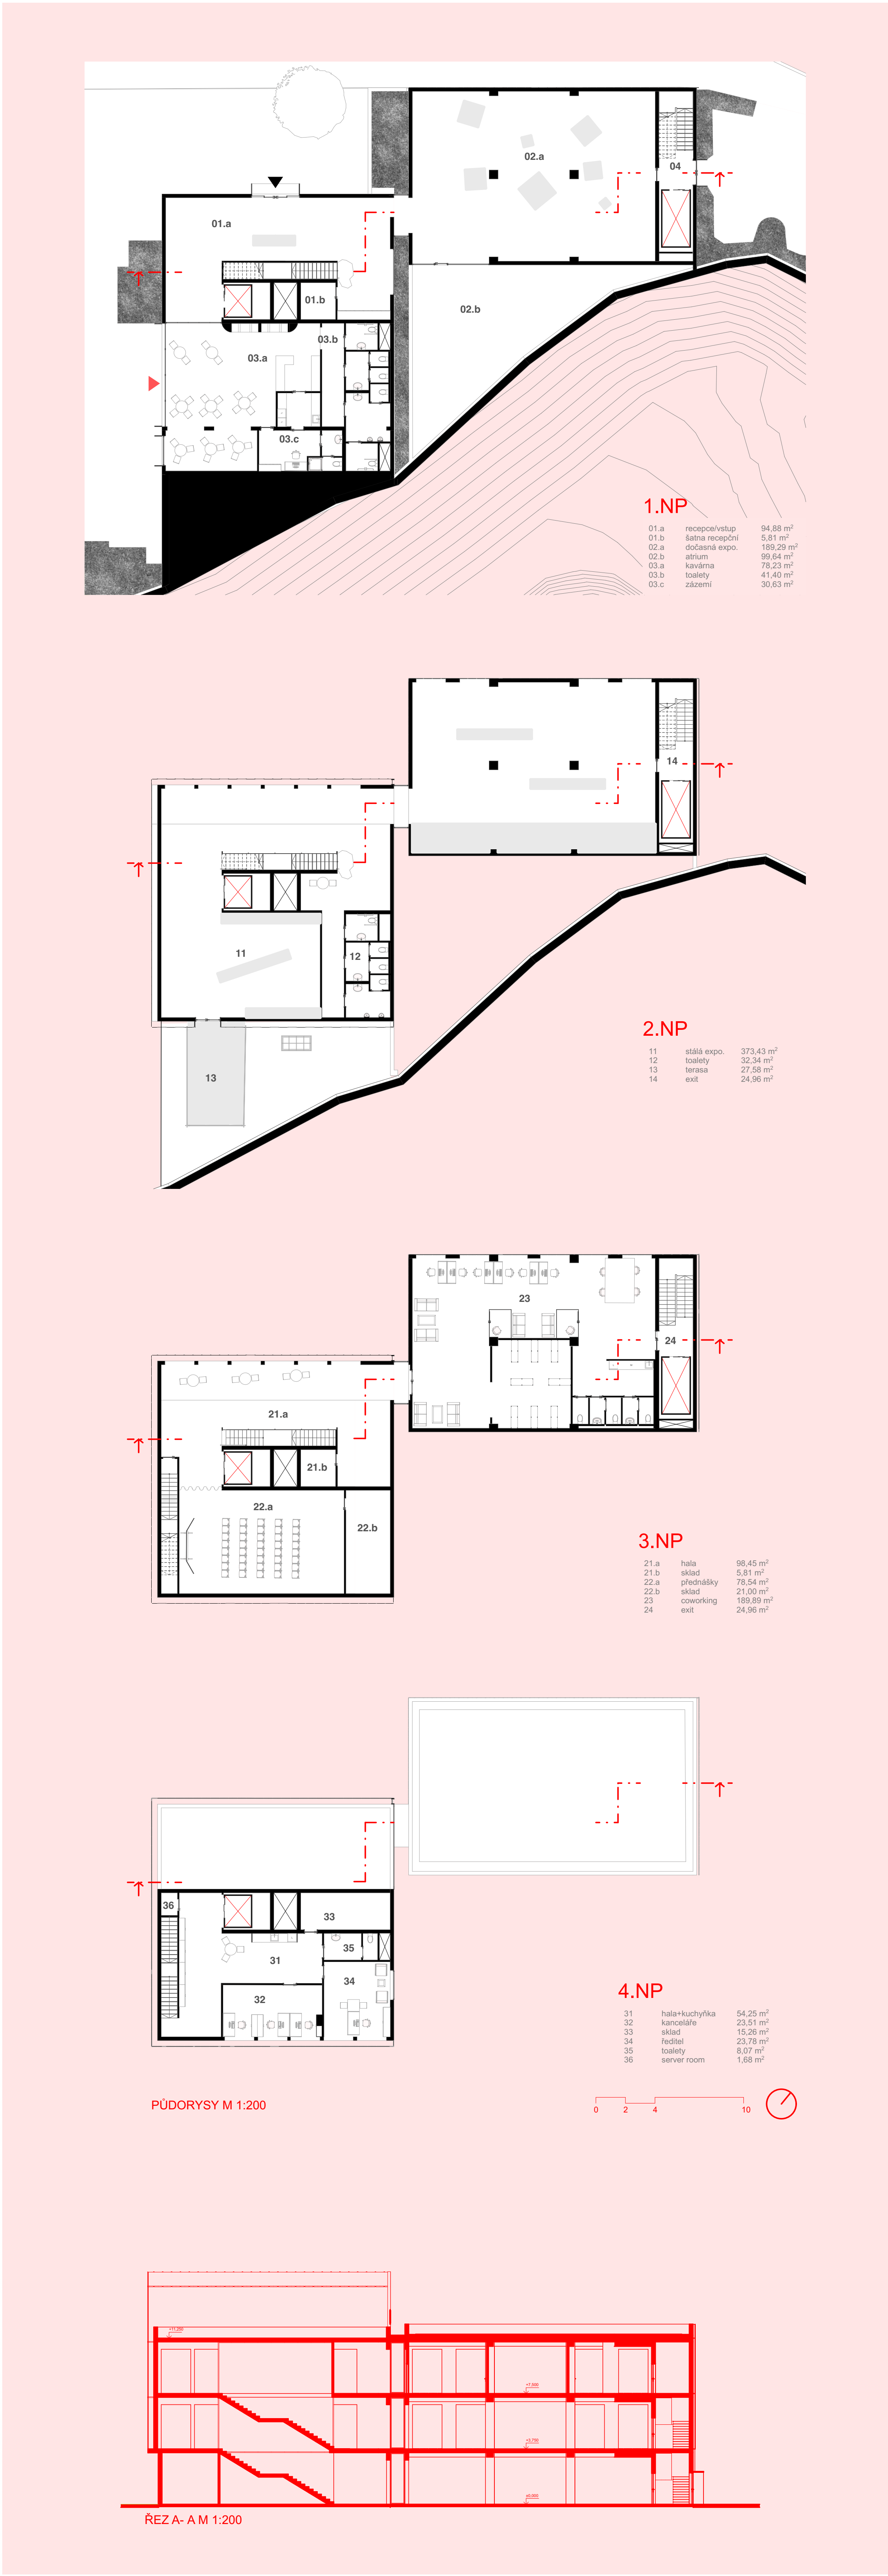 02.a
04
01.a
01.b
02.b
03.b
03.a
03.c
1.NP
01.a recepce/vstup 94,88 m²
01.b šatna recepční 5,81 m²
02.a dočasná expo. 189,29 m²
02.b atrium 99,64 m²
03.a kavárna 78,23 m²
03.b toalety 41,40 m²
03.c zázemí 30,63 m²
14
11
12
13
2.NP
11 stálá expo. 373,43 m²
12 toalety 32,34 m²
13 terasa 27,58 m²
14 exit 24,96 m²
23
24
21.a
21.b
22.a
22.b
3.NP
21.a hala 98,45 m²
21.b sklad 5,81 m²
22.a přednášky 78,54 m²
22.b sklad 21,00 m²
23 coworking 189,89 m²
24 exit 24,96 m²
36
33
35
31
34
32
4.NP
31 hala+kuchyňka 54,25 m²
32 kanceláře 23,51 m²
33 sklad 15,26 m²
34 ředitel 23,78 m²
35 toalety 8,07 m²
36 server room 1,68 m²
PŮDORYSY M 1:200
0 2 4 10
+7,500
+3,750
±0,000
ŘEZ A- A M 1:200